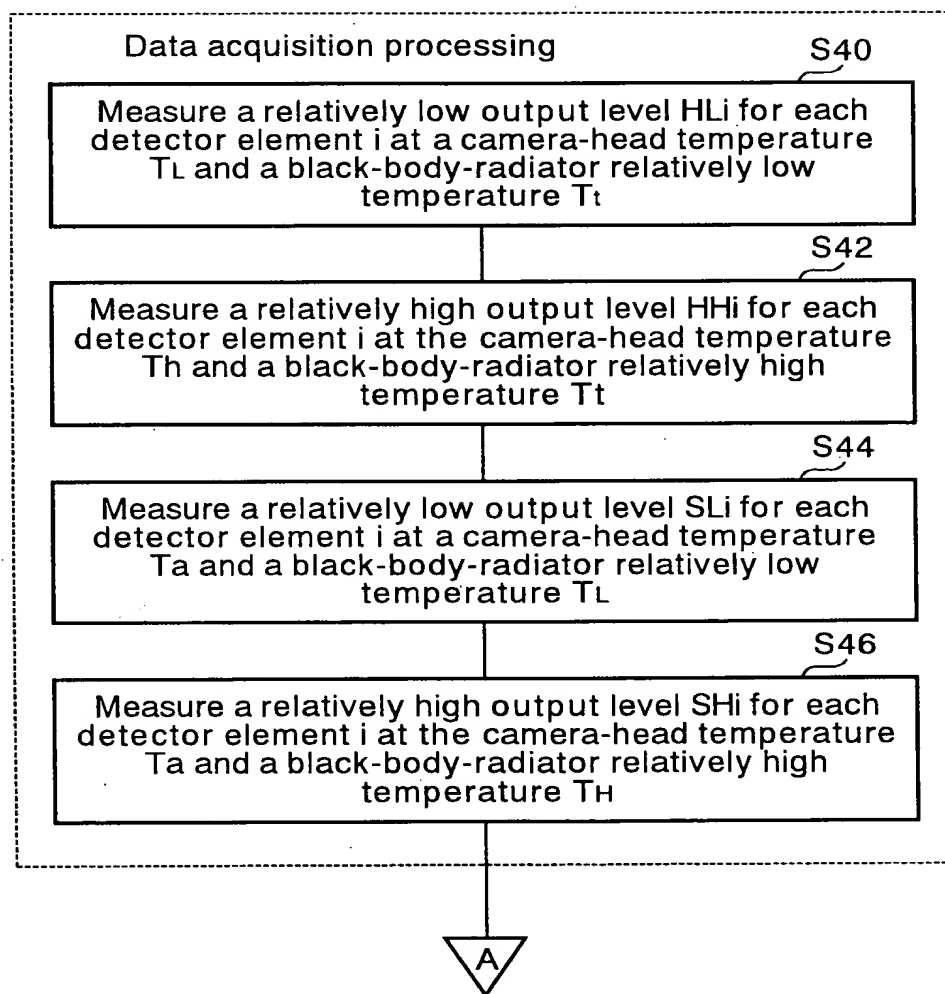 Data acquisition processing
S40
Measure a relatively low output level HLi for each
detector element i at a camera-head temperature
TL and a black-body-radiator relatively low
temperature Tt
S42
Measure a relatively high output level HHi for each
detector element i at the camera-head temperature
Th and a black-body-radiator relatively high
temperature Tt
S44
Measure a relatively low output level SLi for each
detector element i at a camera-head temperature
Ta and a black-body-radiator relatively low
temperature TL
S46
Measure a relatively high output level SHi for each
detector element i at the camera-head temperature
Ta and a black-body-radiator relatively high
temperature TH
A